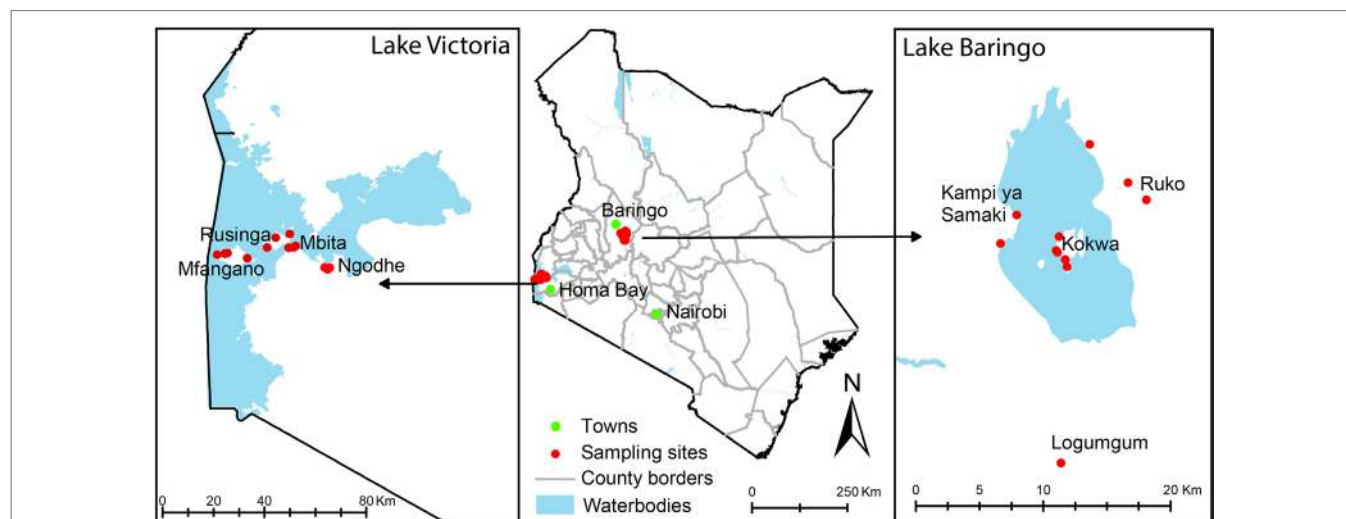 Lake Victoria
Rusinga
Mbita
Mfangano
Ngodhe
0 20 40 80 Km
Baringo
Homa Bay
Nairobi
N
Towns
Sampling sites
County borders
Waterbodies
0 250 Km
Lake Baringo
Kampi ya
Samaki
Ruko
Kokwa
Logumgum
0 5 10 20 Km